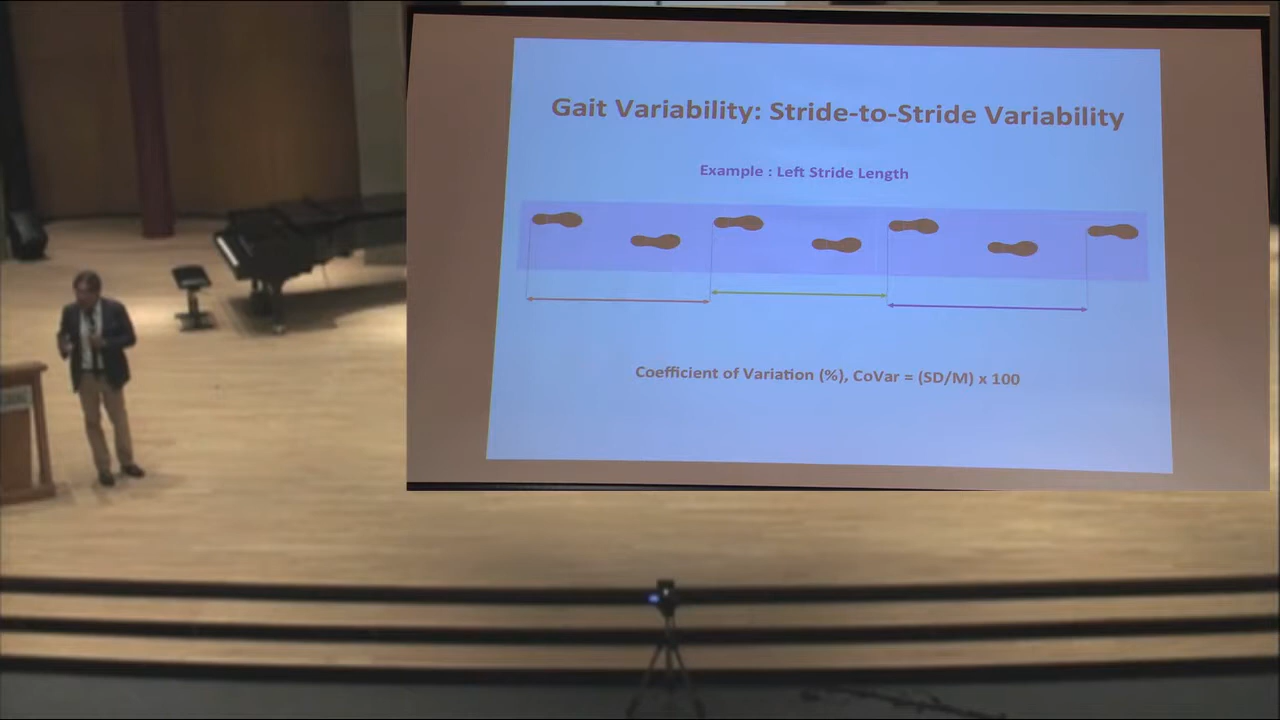 Gait Variability: Stride-to-Stride Variability
Example : Left Stride Length
Coefficient of Variation (%), CoVar = (SD/M) x 100